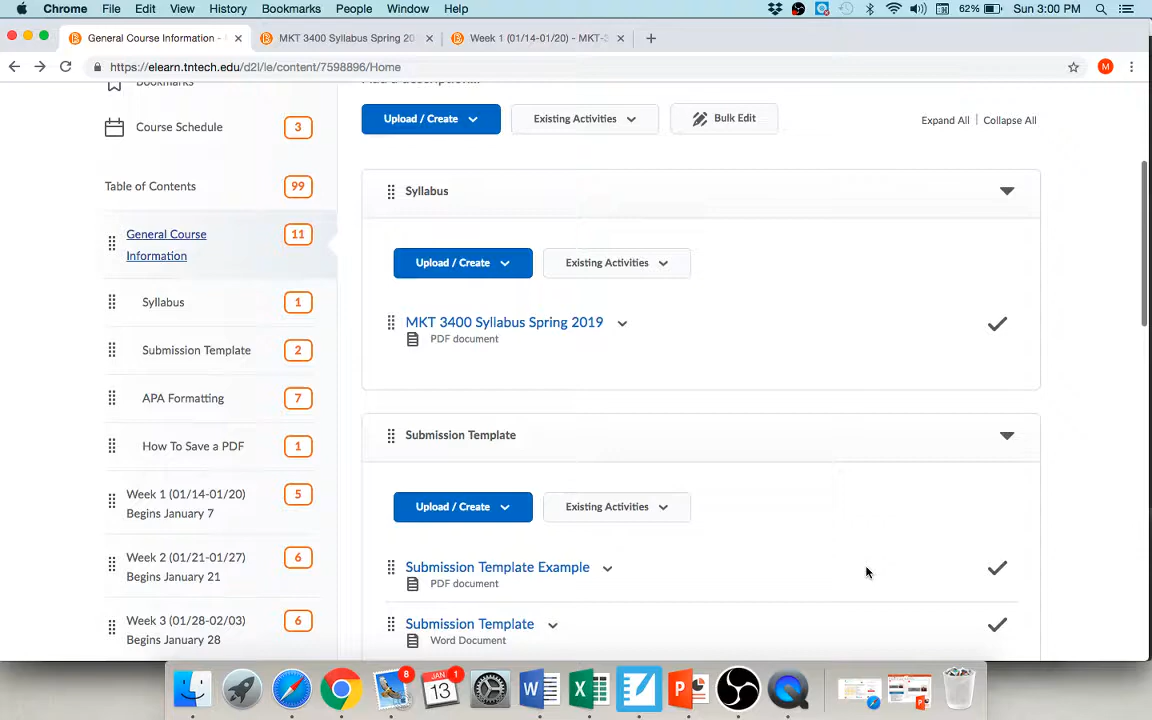 Chrome File Edit View History Bookmarks People Window Help 62% Sun 3:00 PM
General Course Information - MKT 3400 Syllabus Spring 20 Week 1 (01/14-01/20) - MKT-3
https://elearn.tntech.edu/d2l/le/content/7598896/Home M
Bookmarks
Upload / Create Existing Activities Bulk Edit Expand All Collapse All
Course Schedule 3
Table of Contents 99
Syllabus
General Course 11
Information
Upload / Create Existing Activities
Syllabus 1
MKT 3400 Syllabus Spring 2019
PDF document
Submission Template 2
APA Formatting 7
Submission Template
How To Save a PDF 1
Week 1 (01/14-01/20) 5
Begins January 7
Upload / Create Existing Activities
Week 2 (01/21-01/27) 6
Begins January 21
Submission Template Example
PDF document
Week 3 (01/28-02/03) 6
Begins January 28
Submission Template
Word Document
8 JAN 13 1 W X P